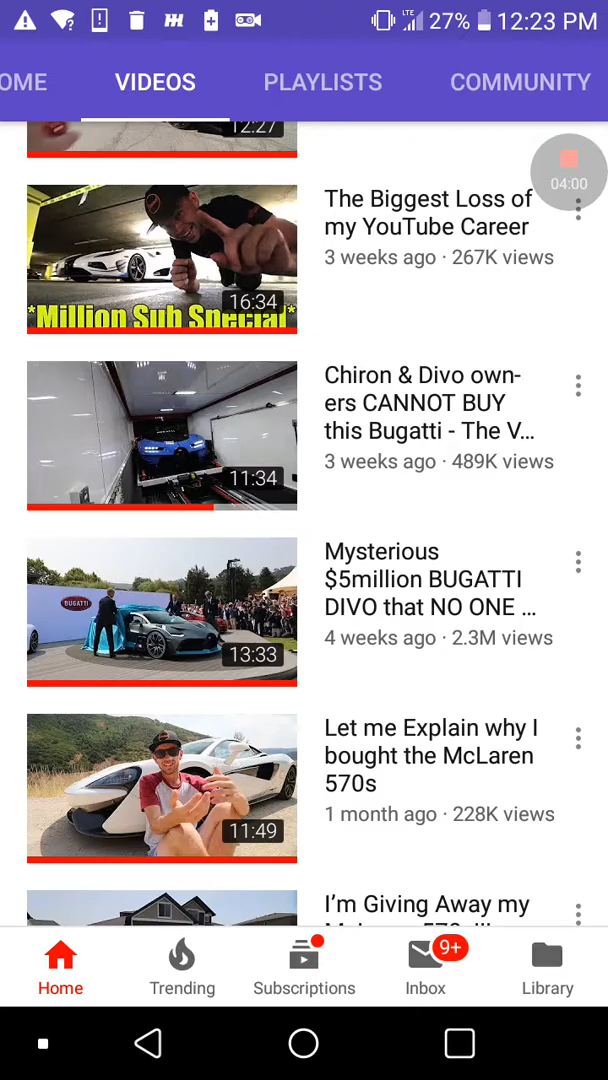 27% 12:23 PM
LTE
OME VIDEOS PLAYLISTS COMMUNITY
12:27
04:00
The Biggest Loss of
my YouTube Career
3 weeks ago · 267K views
16:34
*Million Sub Special*
Chiron & Divo own-
ers CANNOT BUY
this Bugatti - The V...
3 weeks ago · 489K views
11:34
Mysterious
$5million BUGATTI
DIVO that NO ONE ...
4 weeks ago · 2.3M views
BUGATTI
13:33
Let me Explain why I
bought the McLaren
570s
1 month ago · 228K views
11:49
I'm Giving Away my
9+
Home Trending Subscriptions Inbox Library